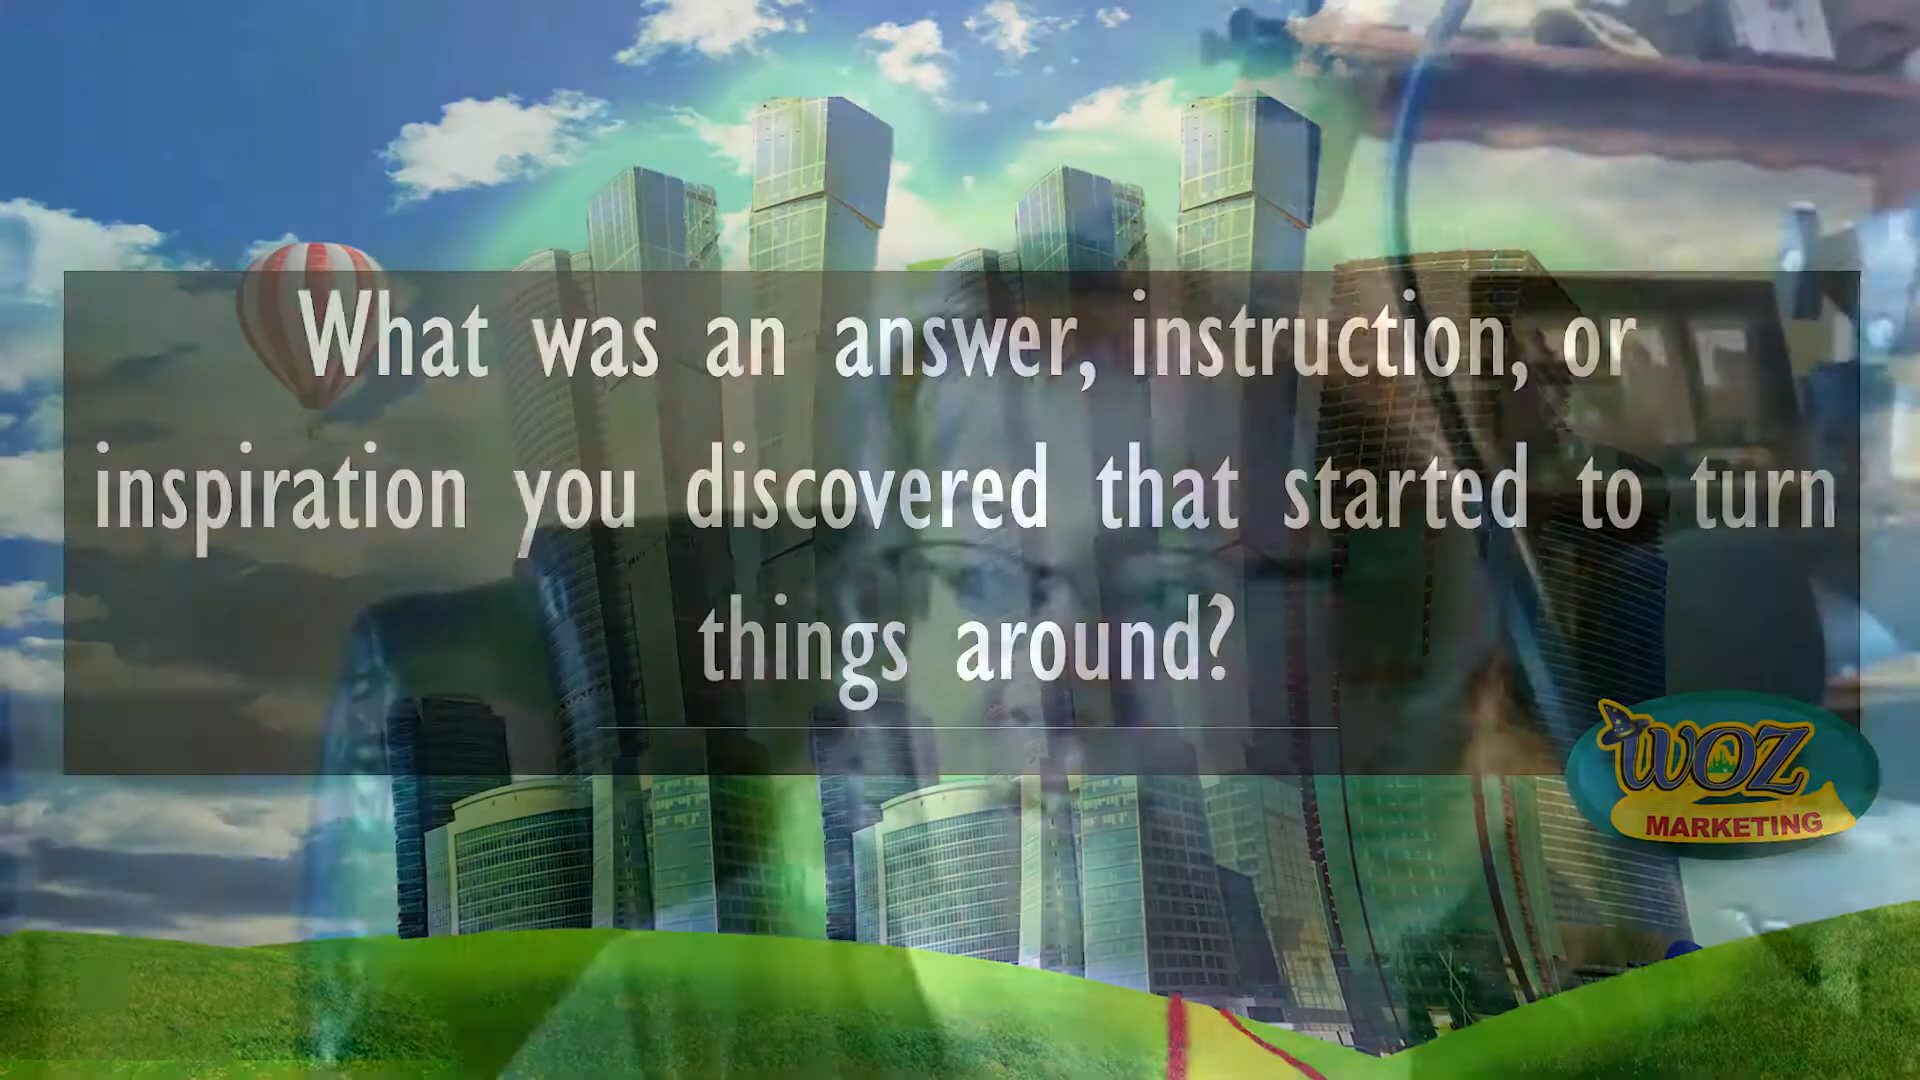 What was an answer, instruction, or
inspiration you discovered that started to turn
things around?
WOZ
MARKETING